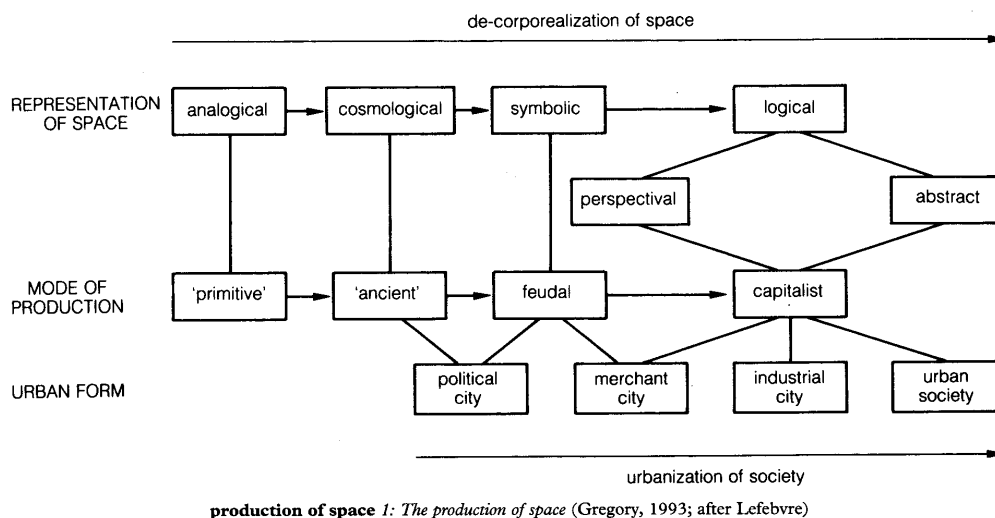 de-corporealization of space
REPRESENTATION
OF SPACE
analogical
cosmological
symbolic
logical
perspectival
abstract
MODE OF
PRODUCTION
'primitive'
'ancient'
feudal
capitalist
URBAN FORM
political
city
merchant
city
industrial
city
urban
society
urbanization of society
production of space 1: The production of space (Gregory, 1993; after Lefebvre)